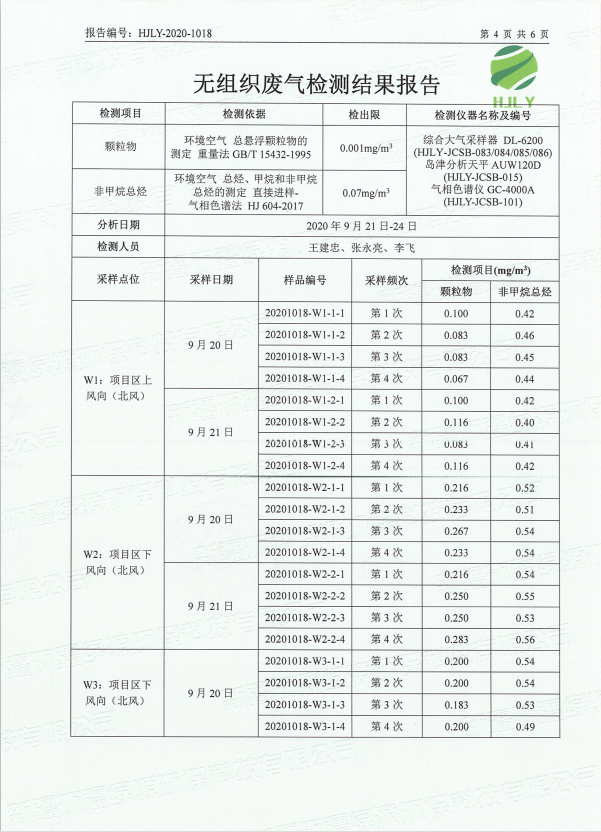 报告编号：HJLY-2020-1018 第 4 页 共 6 页
HJLY
无组织废气检测结果报告
检测项目 检测依据 检出限 检测仪器名称及编号
颗粒物 环境空气 总悬浮颗粒物的 0.001mg/m³ 综合大气采样器 DL-6200
测定 重量法 GB/T 15432-1995 (HJLY-JCSB-083/084/085/086)
岛津分析天平 AUW120D
非甲烷总烃 环境空气 总烃、甲烷和非甲烷 0.07mg/m³ (HJLY-JCSB-015)
总烃的测定 直接进样- 气相色谱仪 GC-4000A
气相色谱法 HJ 604-2017 (HJLY-JCSB-101)
分析日期 2020 年 9 月 21 日-24 日
检测人员 王建忠、张永亮、李飞
采样点位 采样日期 样品编号 采样频次 检测项目(mg/m³)
颗粒物 非甲烷总烃
W1：项目区上
风向（北风）
9 月 20 日
20201018-W1-1-1 第 1 次 0.100 0.42
20201018-W1-1-2 第 2 次 0.083 0.46
20201018-W1-1-3 第 3 次 0.083 0.45
20201018-W1-1-4 第 4 次 0.067 0.44
9 月 21 日
20201018-W1-2-1 第 1 次 0.100 0.42
20201018-W1-2-2 第 2 次 0.116 0.40
20201018-W1-2-3 第 3 次 0.083 0.41
20201018-W1-2-4 第 4 次 0.116 0.42
W2：项目区下
风向（北风）
9 月 20 日
20201018-W2-1-1 第 1 次 0.216 0.52
20201018-W2-1-2 第 2 次 0.233 0.51
20201018-W2-1-3 第 3 次 0.267 0.54
20201018-W2-1-4 第 4 次 0.233 0.54
9 月 21 日
20201018-W2-2-1 第 1 次 0.216 0.54
20201018-W2-2-2 第 2 次 0.250 0.55
20201018-W2-2-3 第 3 次 0.250 0.53
20201018-W2-2-4 第 4 次 0.283 0.56
W3：项目区下
风向（北风）
9 月 20 日
20201018-W3-1-1 第 1 次 0.200 0.54
20201018-W3-1-2 第 2 次 0.200 0.54
20201018-W3-1-3 第 3 次 0.183 0.53
20201018-W3-1-4 第 4 次 0.200 0.49